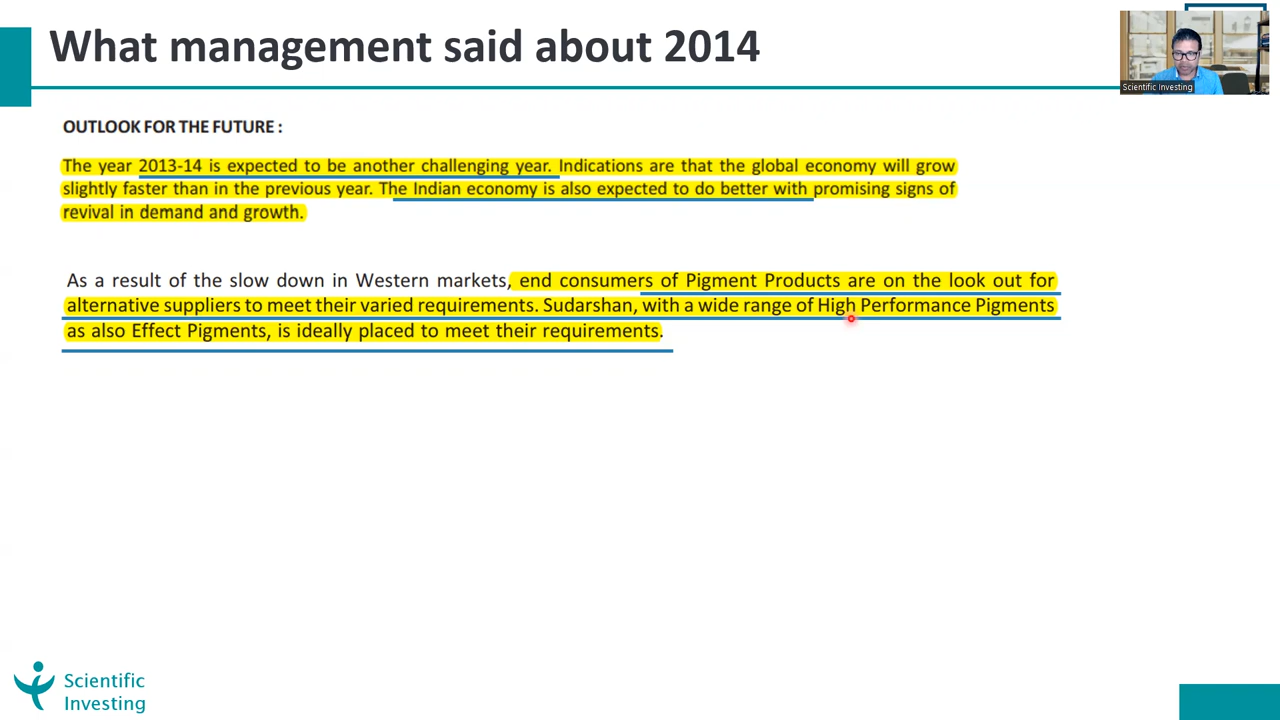 What management said about 2014
Scientific Investing
OUTLOOK FOR THE FUTURE :
The year 2013-14 is expected to be another challenging year. Indications are that the global economy will grow
slightly faster than in the previous year. The Indian economy is also expected to do better with promising signs of
revival in demand and growth.
As a result of the slow down in Western markets, end consumers of Pigment Products are on the look out for
alternative suppliers to meet their varied requirements. Sudarshan, with a wide range of High Performance Pigments
as also Effect Pigments, is ideally placed to meet their requirements.
Scientific
Investing